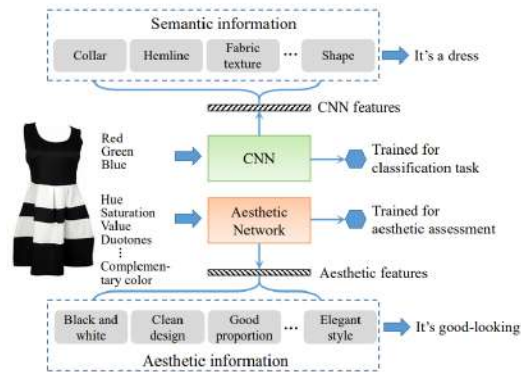 Semantic information
Collar
Hemline
Fabric
texture
...
Shape
It's a dress
CNN features
Red
Green
Blue
CNN
Trained for
classification task
Hue
Saturation
Value
Duotones
⋮
Complemen-
tary color
Aesthetic
Network
Trained for
aesthetic assessment
Aesthetic features
Black and
white
Clean
design
Good
proportion
...
Elegant
style
It's good-looking
Aesthetic information